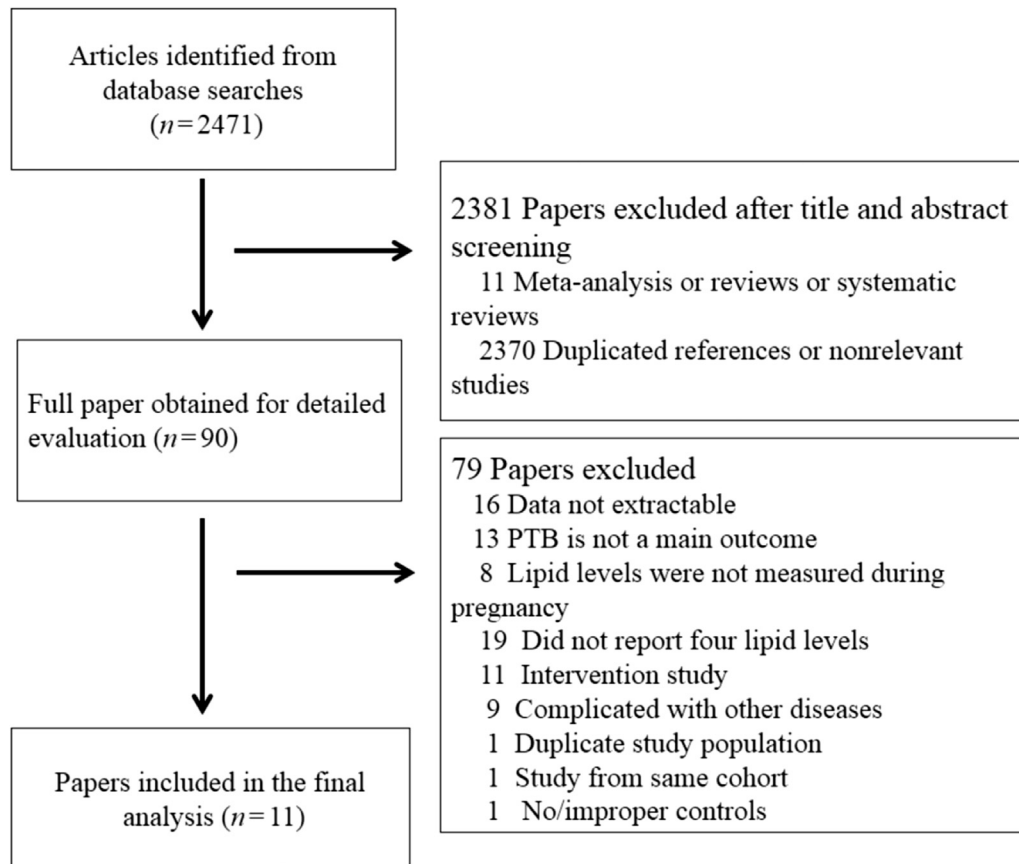 Articles identified from
database searches
(n=2471)
2381 Papers excluded after title and abstract
screening
11 Meta-analysis or reviews or systematic
reviews
2370 Duplicated references or nonrelevant
studies
Full paper obtained for detailed
evaluation (n=90)
79 Papers excluded
16 Data not extractable
13 PTB is not a main outcome
8 Lipid levels were not measured during
pregnancy
19 Did not report four lipid levels
11 Intervention study
9 Complicated with other diseases
1 Duplicate study population
1 Study from same cohort
1 No/improper controls
Papers included in the final
analysis (n=11)